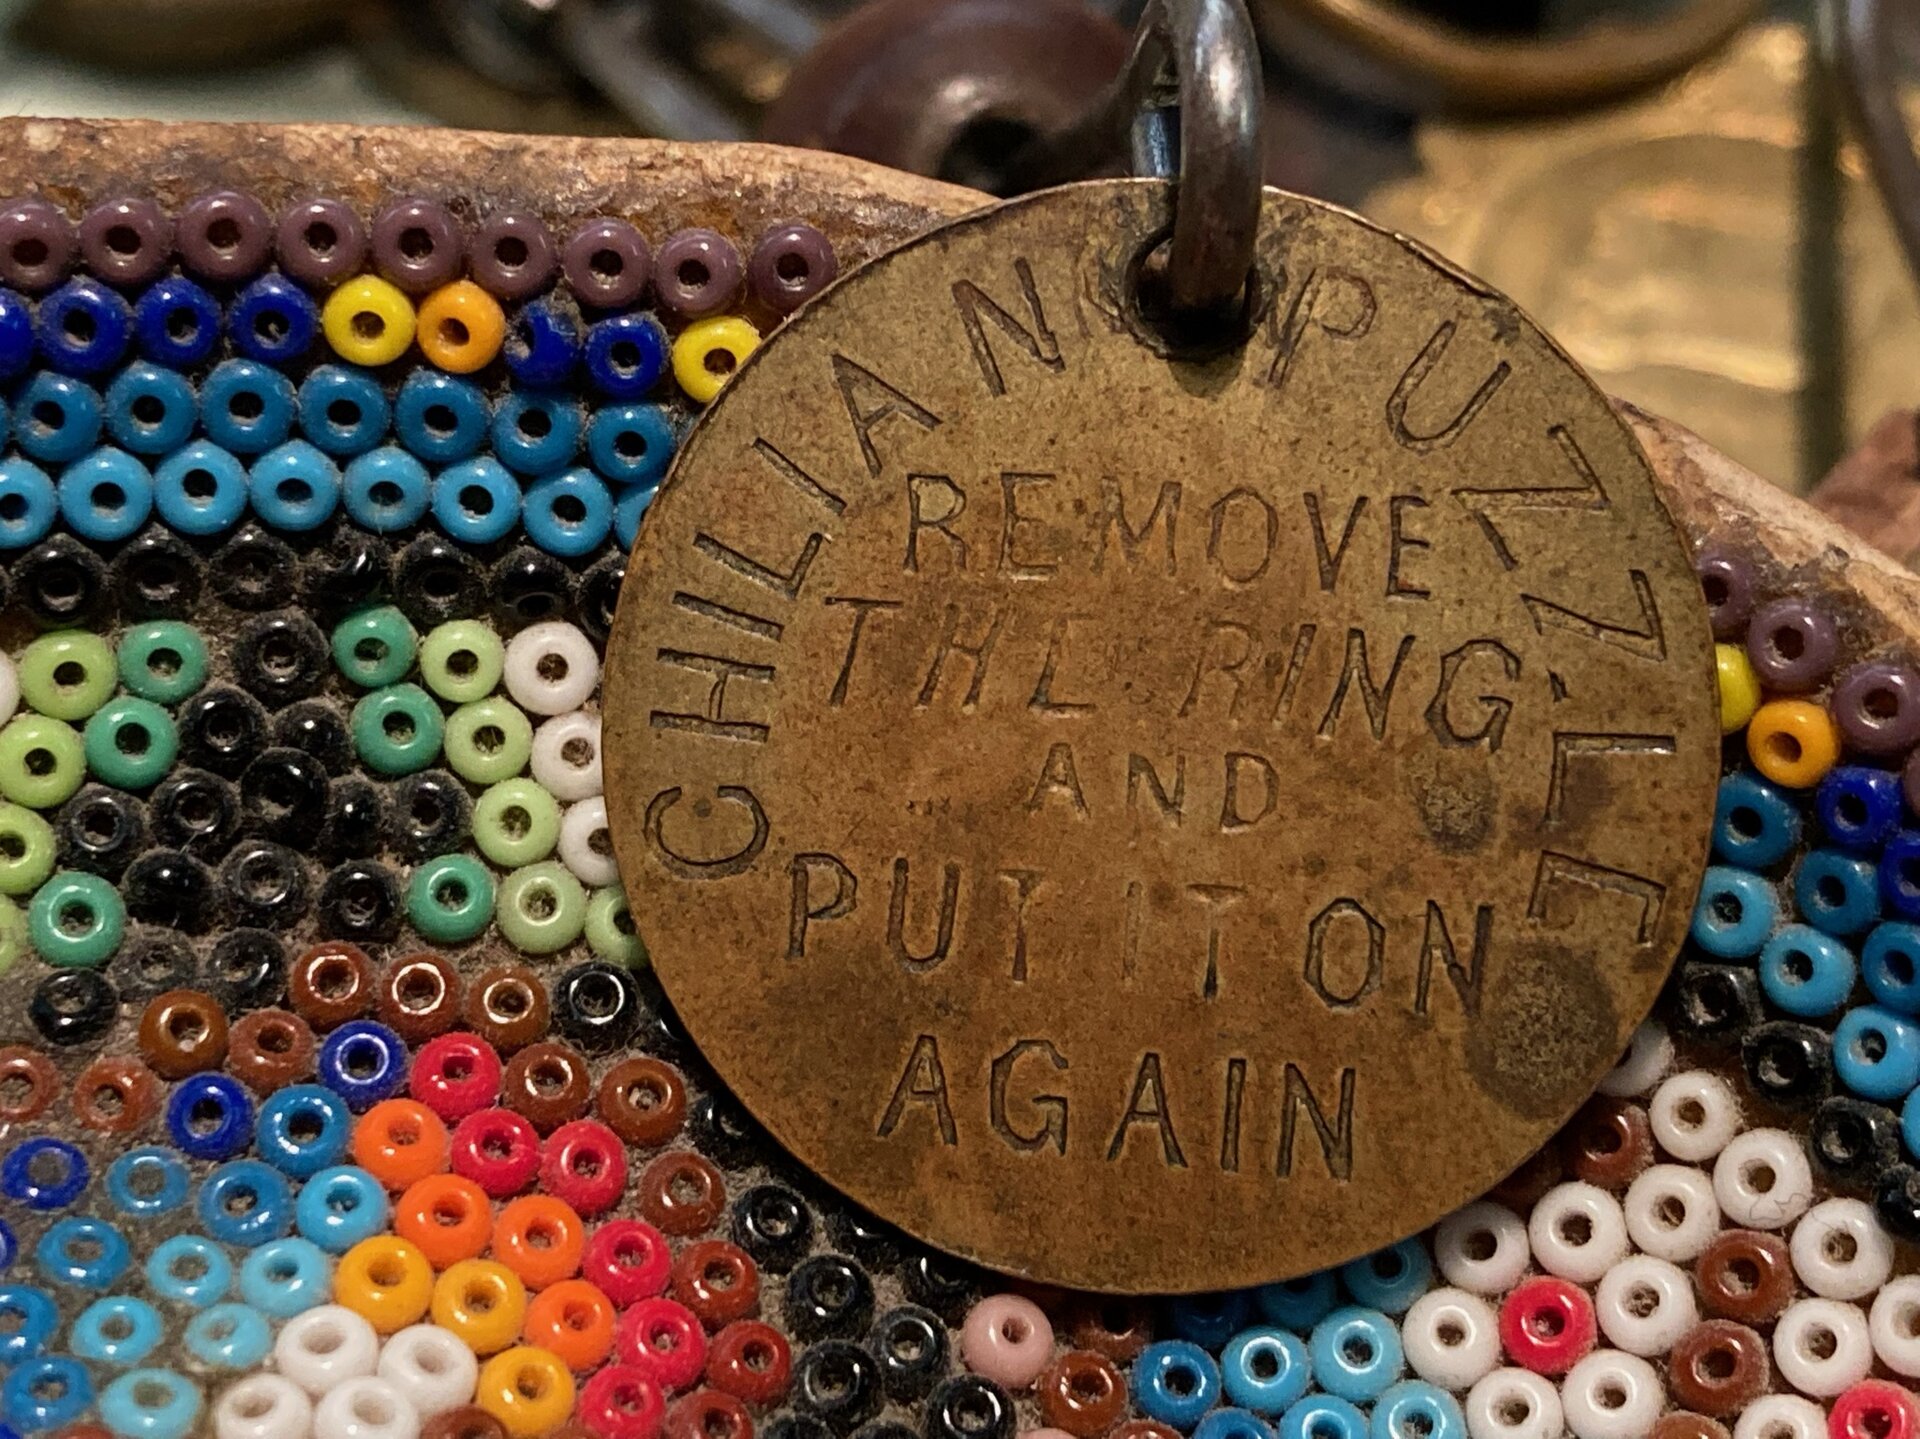 CHILIAN PUZZLE
REMOVE
THE RING
AND
PUT IT ON
AGAIN